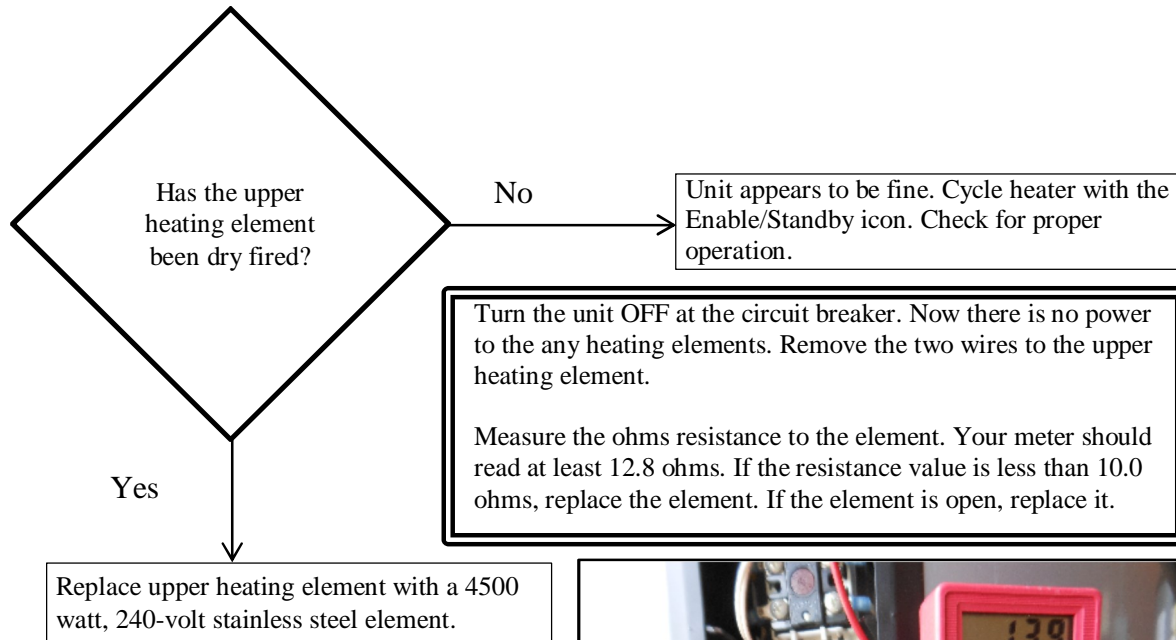 Has the upper
heating element
been dry fired?
No
Unit appears to be fine. Cycle heater with the
Enable/Standby icon. Check for proper
operation.
Turn the unit OFF at the circuit breaker. Now there is no power
to the any heating elements. Remove the two wires to the upper
heating element.
Measure the ohms resistance to the element. Your meter should
read at least 12.8 ohms. If the resistance value is less than 10.0
ohms, replace the element. If the element is open, replace it.
Yes
Replace upper heating element with a 4500
watt, 240-volt stainless steel element.